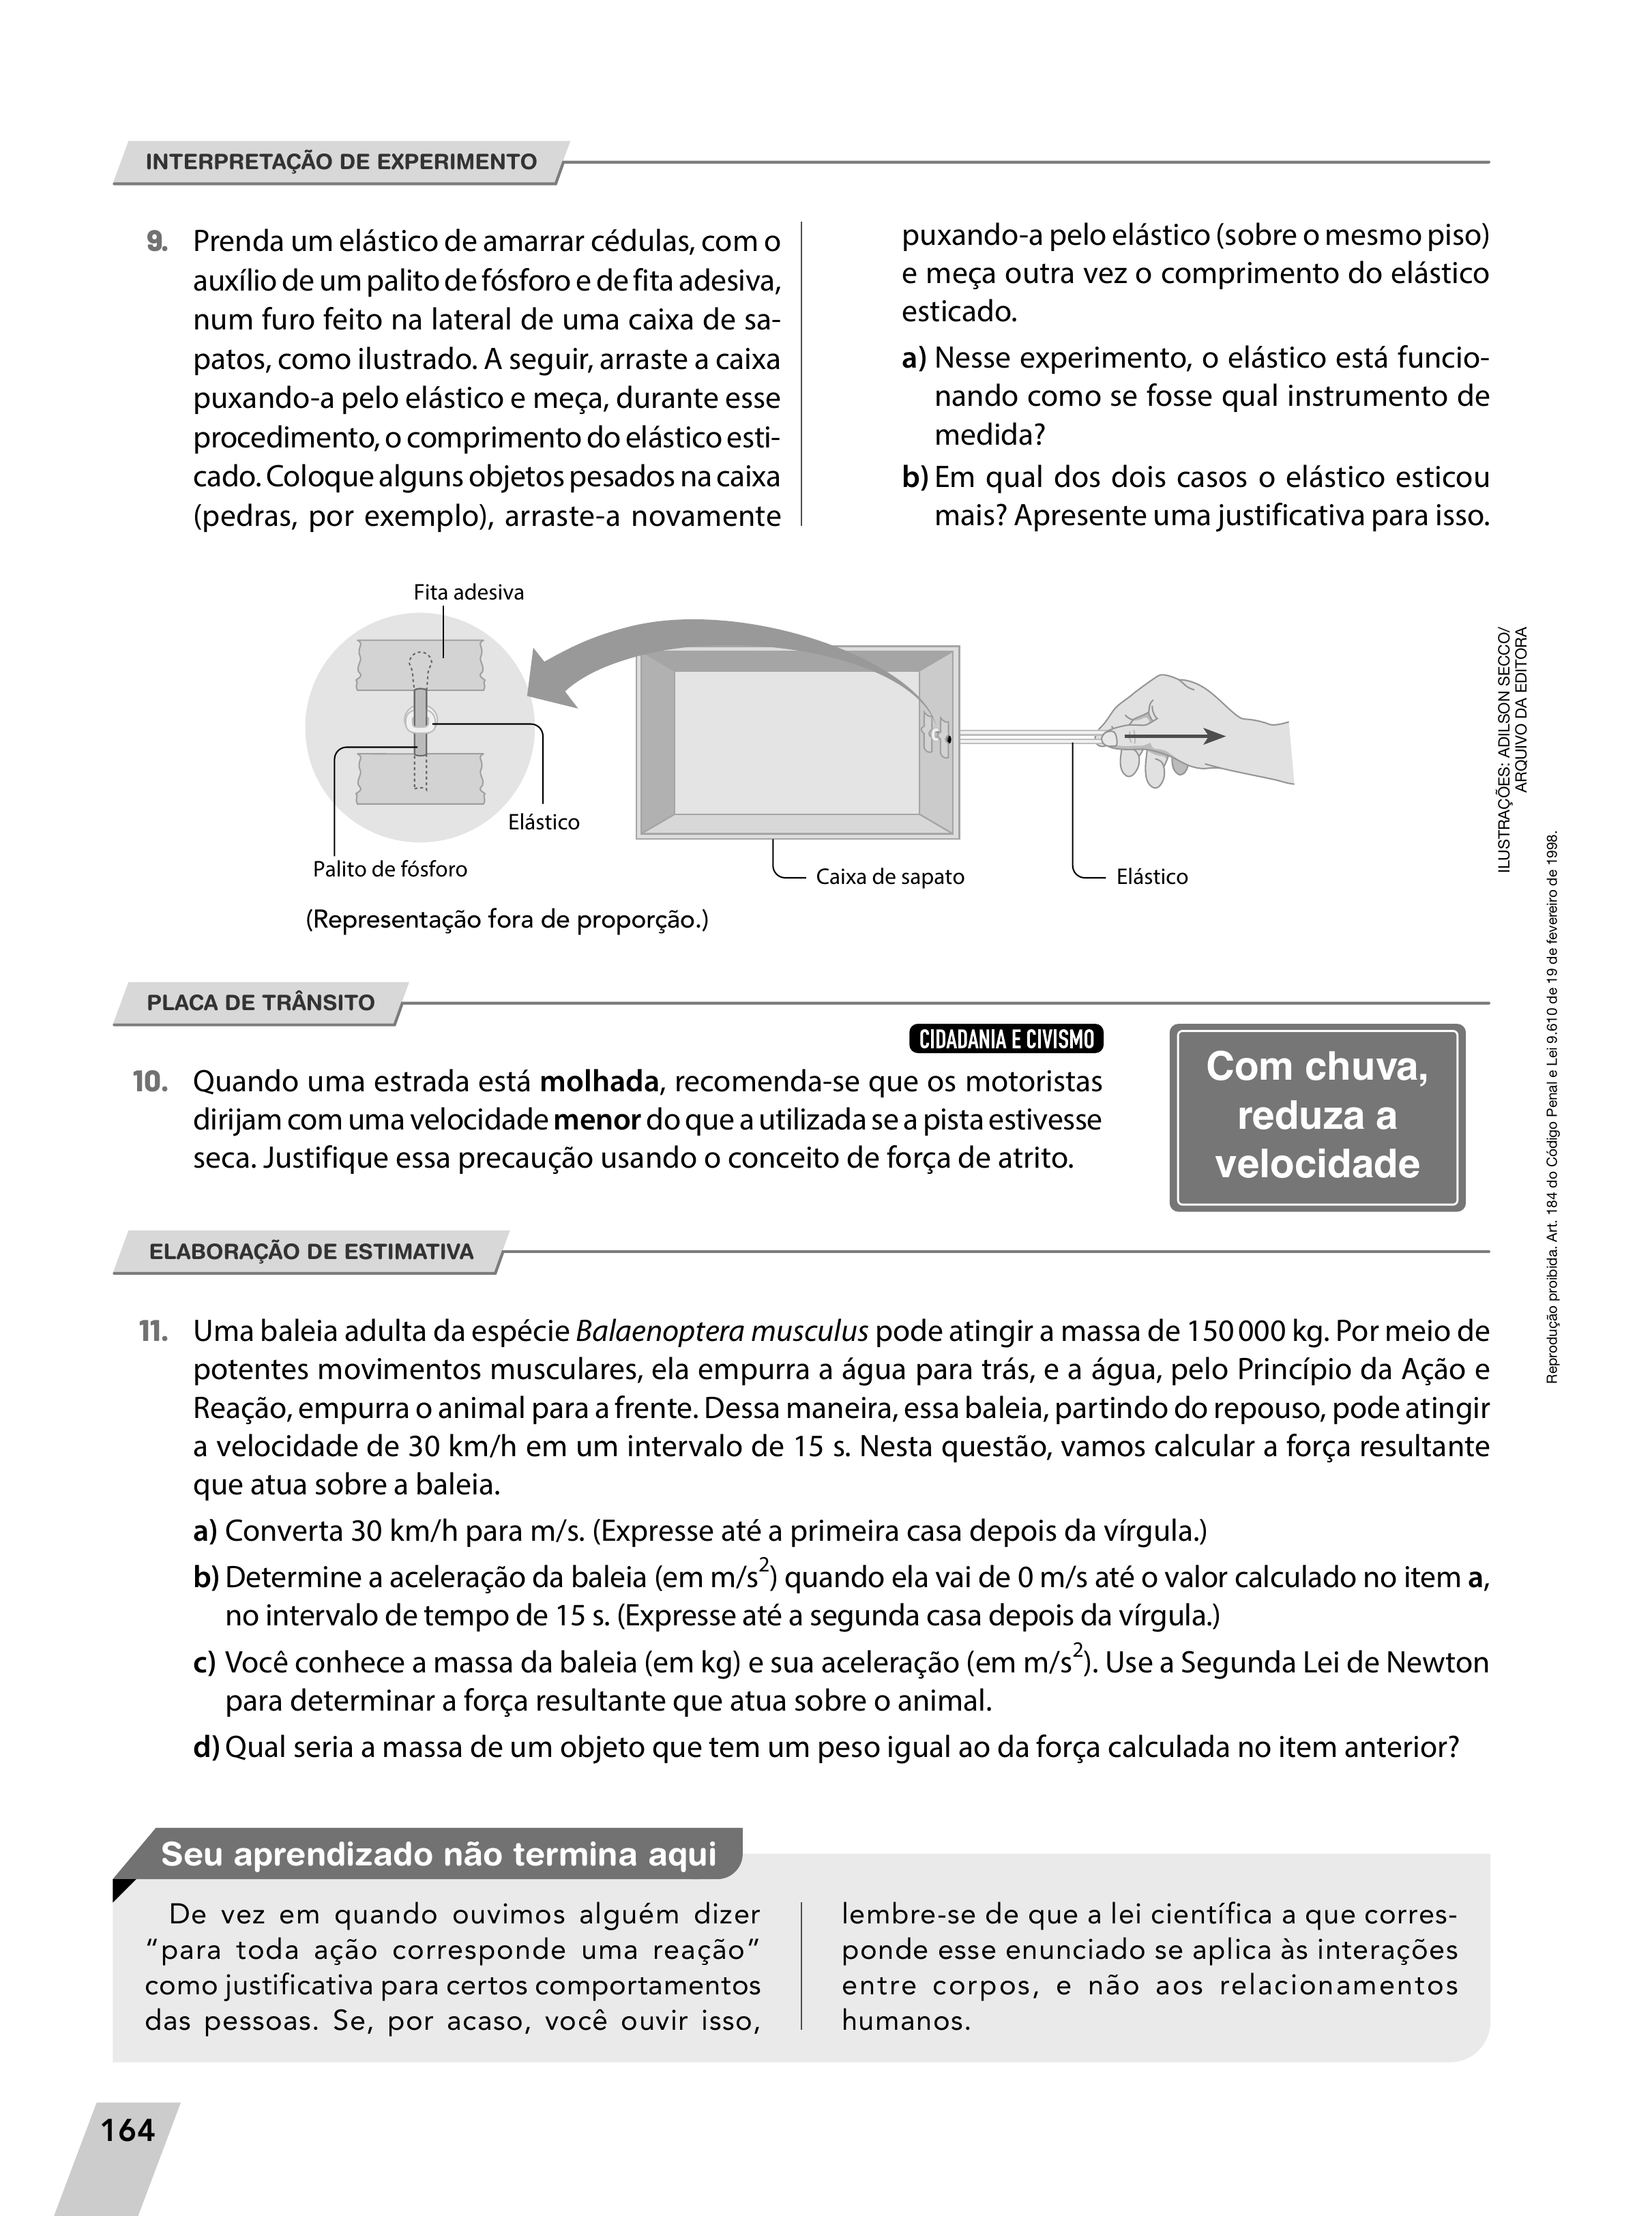 INTERPRETAÇÃO DE EXPERIMENTO
9. Prenda um elástico de amarrar cédulas, com o
auxílio de um palito de fósforo e de fita adesiva,
num furo feito na lateral de uma caixa de sa-
patos, como ilustrado. A seguir, arraste a caixa
puxando-a pelo elástico e meça, durante esse
procedimento, o comprimento do elástico esti-
cado. Coloque alguns objetos pesados na caixa
(pedras, por exemplo), arraste-a novamente
puxando-a pelo elástico (sobre o mesmo piso)
e meça outra vez o comprimento do elástico
esticado.
a) Nesse experimento, o elástico está funcio-
nando como se fosse qual instrumento de
medida?
b) Em qual dos dois casos o elástico esticou
mais? Apresente uma justificativa para isso.
Fita adesiva
Elástico
Palito de fósforo
Caixa de sapato
Elástico
(Representação fora de proporção.)
ILUSTRAÇÕES: ADILSON SECCO/
ARQUIVO DA EDITORA
Reprodução proibida. Art. 184 do Código Penal e Lei 9.610 de 19 de fevereiro de 1998.
PLACA DE TRÂNSITO
CIDADANIA E CIVISMO
10. Quando uma estrada está molhada, recomenda-se que os motoristas
dirijam com uma velocidade menor do que a utilizada se a pista estivesse
seca. Justifique essa precaução usando o conceito de força de atrito.
Com chuva,
reduza a
velocidade
ELABORAÇÃO DE ESTIMATIVA
11. Uma baleia adulta da espécie Balaenoptera musculus pode atingir a massa de 150 000 kg. Por meio de
potentes movimentos musculares, ela empurra a água para trás, e a água, pelo Princípio da Ação e
Reação, empurra o animal para a frente. Dessa maneira, essa baleia, partindo do repouso, pode atingir
a velocidade de 30 km/h em um intervalo de 15 s. Nesta questão, vamos calcular a força resultante
que atua sobre a baleia.
a) Converta 30 km/h para m/s. (Expresse até a primeira casa depois da vírgula.)
b) Determine a aceleração da baleia (em m/s²) quando ela vai de 0 m/s até o valor calculado no item a,
no intervalo de tempo de 15 s. (Expresse até a segunda casa depois da vírgula.)
c) Você conhece a massa da baleia (em kg) e sua aceleração (em m/s²). Use a Segunda Lei de Newton
para determinar a força resultante que atua sobre o animal.
d) Qual seria a massa de um objeto que tem um peso igual ao da força calculada no item anterior?
Seu aprendizado não termina aqui
De vez em quando ouvimos alguém dizer
“para toda ação corresponde uma reação”
como justificativa para certos comportamentos
das pessoas. Se, por acaso, você ouvir isso,
lembre-se de que a lei científica a que corres-
ponde esse enunciado se aplica às interações
entre corpos, e não aos relacionamentos
humanos.
164